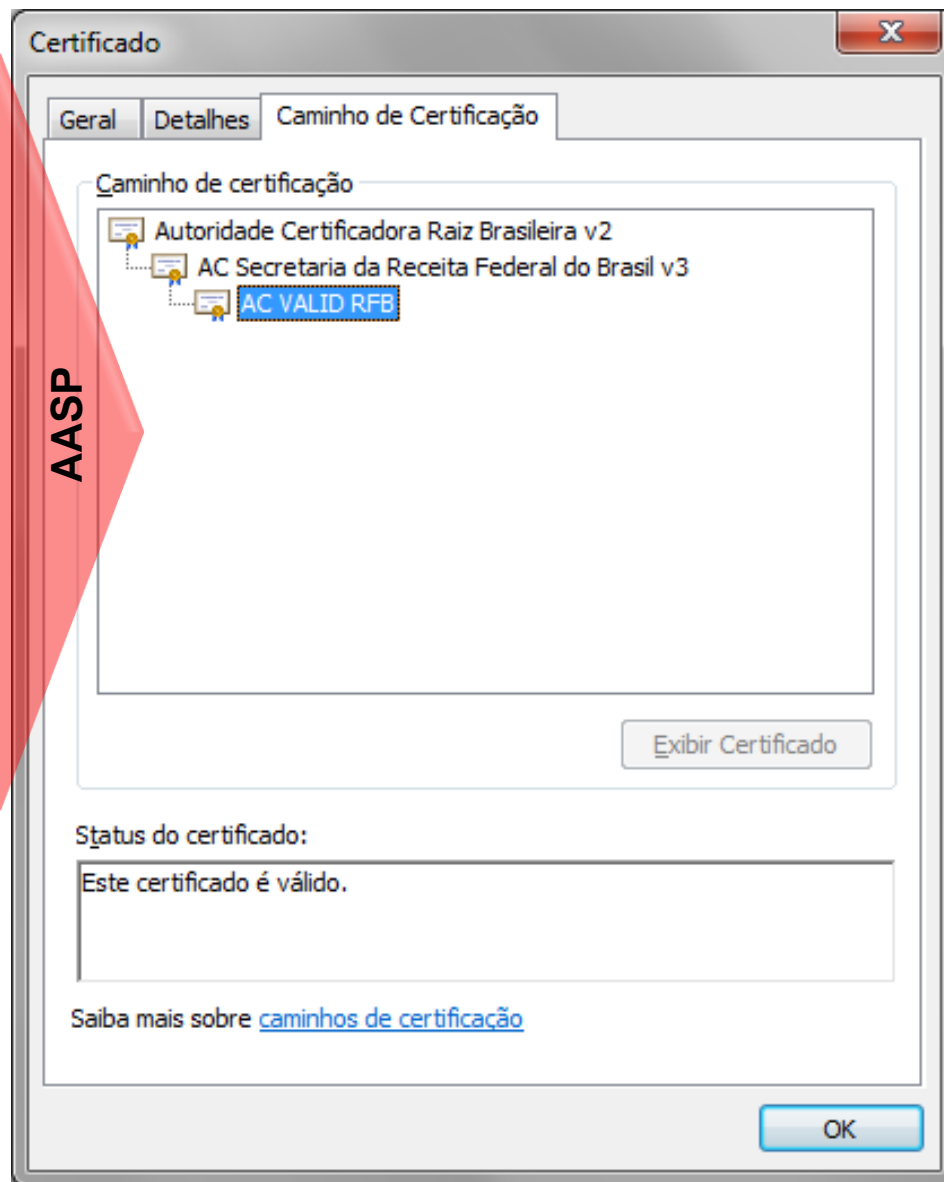 Certificado
Geral
Detalhes
Caminho de Certificação
Caminho de certificação
Autoridade Certificadora Raiz Brasileira v2
AC Secretaria da Receita Federal do Brasil v3
AC VALID RFB
AASP
Exibir Certificado
Status do certificado:
Este certificado é válido.
Saiba mais sobre caminhos de certificação
OK